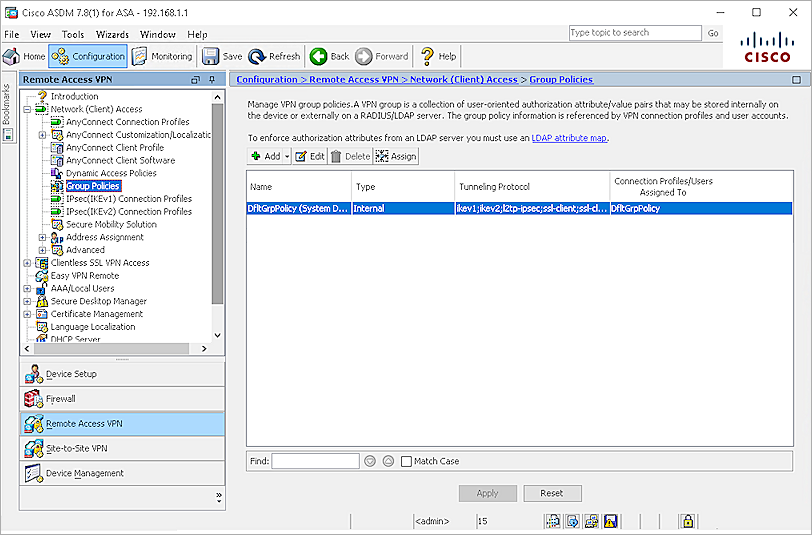 Cisco ASDM 7.8(1) for ASA - 192.168.1.1
File View Tools Wizards Window Help
Type topic to search Go
Home Configuration Monitoring Save Refresh Back Forward Help
CISCO
Bookmarks
Remote Access VPN
Introduction
Network (Client) Access
AnyConnect Connection Profiles
AnyConnect Customization/Localizatio
AnyConnect Client Profile
AnyConnect Client Software
Dynamic Access Policies
Group Policies
IPsec(IKEv1) Connection Profiles
IPsec(IKEv2) Connection Profiles
Secure Mobility Solution
Address Assignment
Advanced
Clientless SSL VPN Access
Easy VPN Remote
AAA/Local Users
Secure Desktop Manager
Certificate Management
Language Localization
DHCP Server
Device Setup
Firewall
Remote Access VPN
Site-to-Site VPN
Device Management
Configuration > Remote Access VPN > Network (Client) Access > Group Policies
Manage VPN group policies.A VPN group is a collection of user-oriented authorization attribute/value pairs that may be stored internally on
the device or externally on a RADIUS/LDAP server. The group policy information is referenced by VPN connection profiles and user accounts.
To enforce authorization attributes from an LDAP server you must use an LDAP attribute map.
Add Edit Delete Assign
Name Type Tunneling Protocol Connection Profiles/Users
Assigned To
DfltGrpPolicy (System D... Internal ikev1;ikev2;l2tp-ipsec;ssl-client;ssl-cl... DfltGrpPolicy
Find: Match Case
Apply Reset
<admin> 15